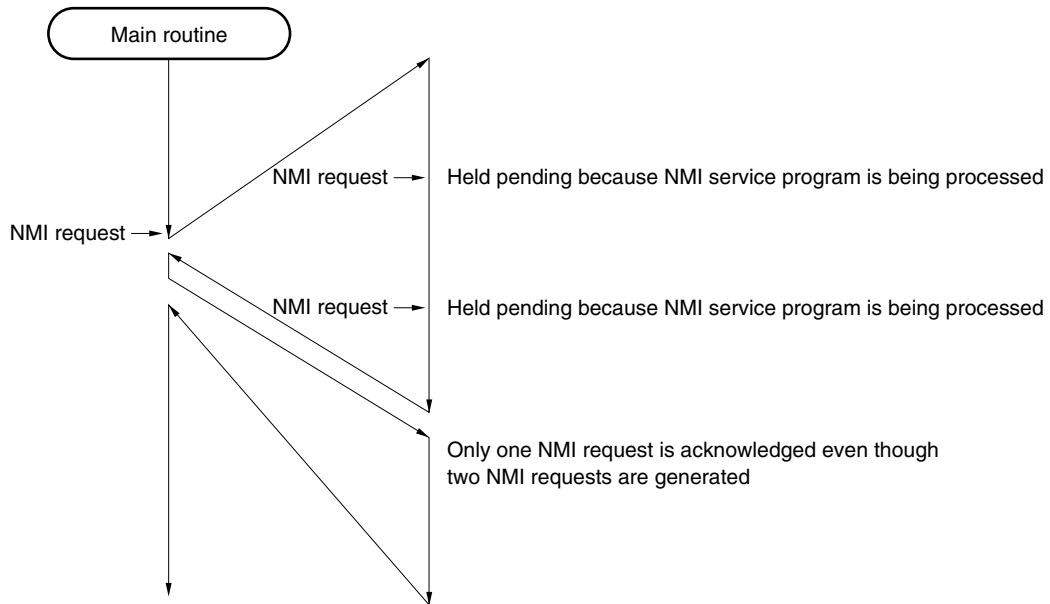 Main routine
NMI request
Held pending because NMI service program is being processed
NMI request
NMI request
Held pending because NMI service program is being processed
Only one NMI request is acknowledged even though
two NMI requests are generated